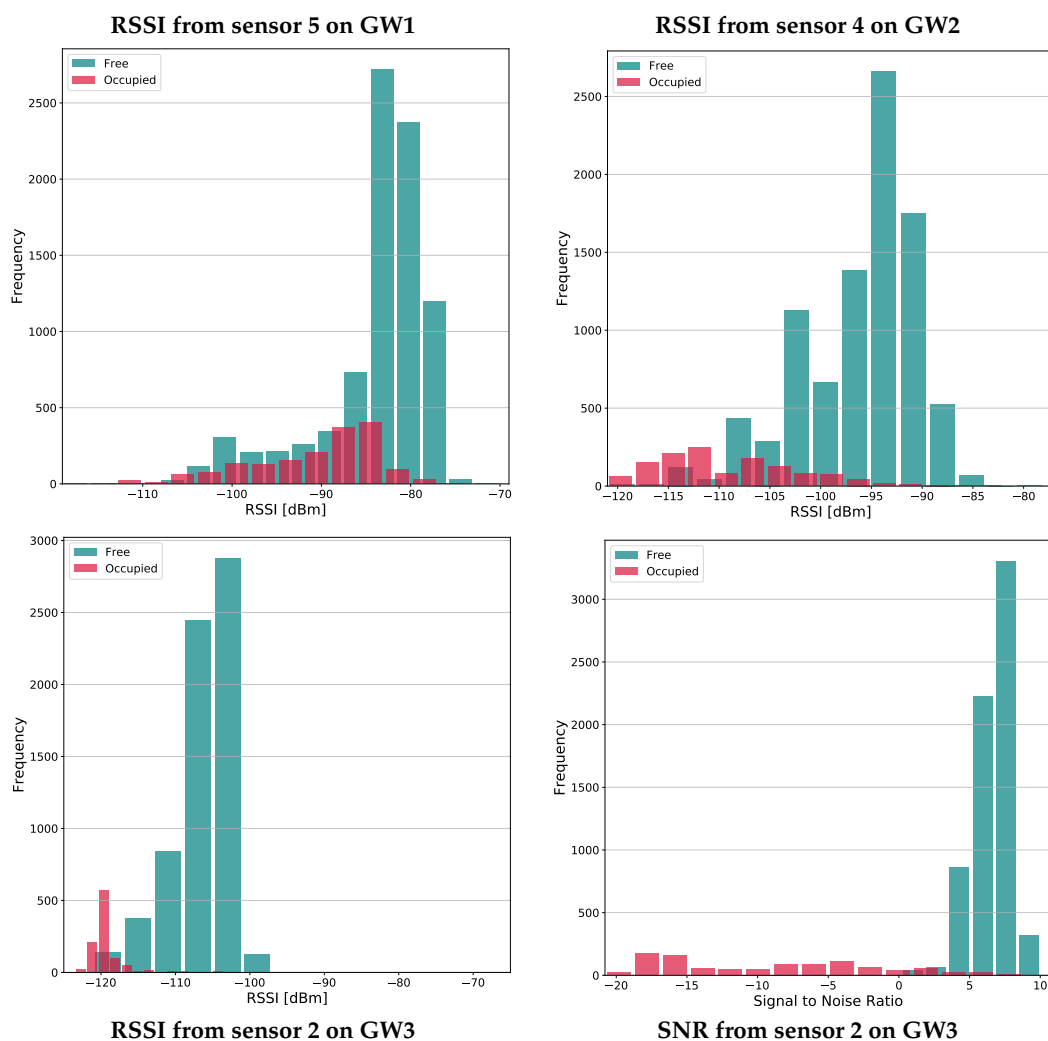 RSSI from sensor 5 on GW1
Free
Occupied
2500
2000
1500
1000
500
0
Frequency
−110 −100 −90 −80 −70
RSSI [dBm]
RSSI from sensor 4 on GW2
Free
Occupied
2500
2000
1500
1000
500
0
Frequency
−120 −115 −110 −105 −100 −95 −90 −85 −80
RSSI [dBm]
Free
Occupied
3000
2500
2000
1500
1000
500
0
Frequency
−120 −110 −100 −90 −80 −70
RSSI [dBm]
RSSI from sensor 2 on GW3
Free
Occupied
3000
2500
2000
1500
1000
500
0
Frequency
−20 −15 −10 −5 0 5 10
Signal to Noise Ratio
SNR from sensor 2 on GW3